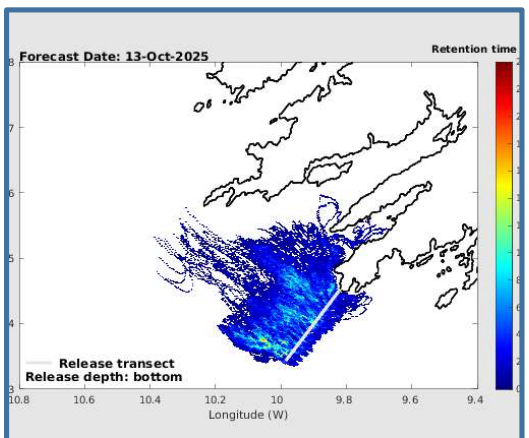 Forecast Date: 13-Oct-2025
Retention time
8
7
6
5
4
3
Release transect
Release depth: bottom
10.8
10.6
10.4
10.2
10
9.8
9.6
9.4
Longitude (W)